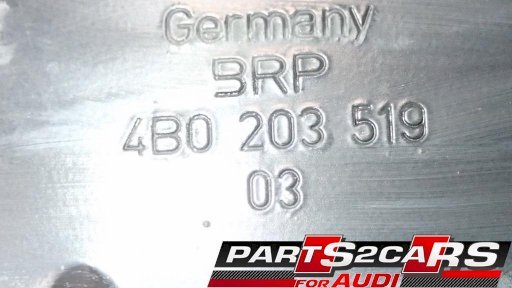 Germany
BRP
4B0 203 519
03
PARTS2CARS
FOR AUDI